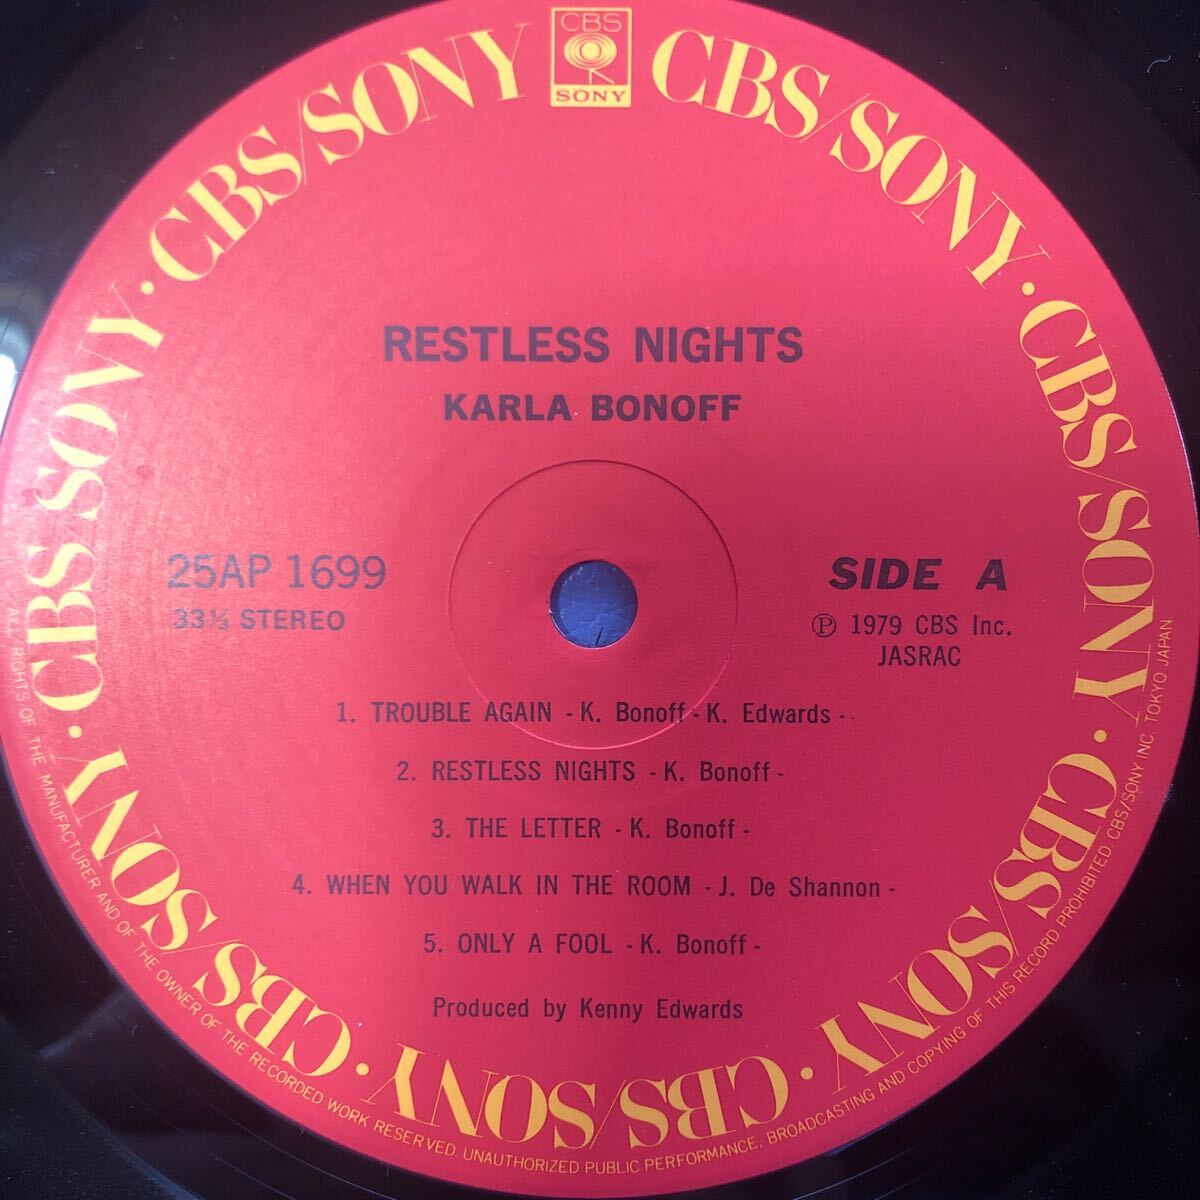 CBS
SONY
CBS/SONY · CBS/SONY · CBS/SONY · CBS/SONY · CBS/SONY · CBS/SONY · CBS/SONY · CBS/SONY ·
RESTLESS NIGHTS
KARLA BONOFF
25AP 1699
33⅓ STEREO
SIDE A
Ⓟ 1979 CBS Inc.
JASRAC
1. TROUBLE AGAIN - K. Bonoff - K. Edwards -
2. RESTLESS NIGHTS - K. Bonoff -
3. THE LETTER - K. Bonoff -
4. WHEN YOU WALK IN THE ROOM - J. De Shannon -
5. ONLY A FOOL - K. Bonoff -
Produced by Kenny Edwards
ALL RIGHTS OF THE MANUFACTURER AND OF THE OWNER OF THE RECORDED WORK RESERVED. UNAUTHORIZED PUBLIC PERFORMANCE, BROADCASTING AND COPYING OF THIS RECORD PROHIBITED. CBS/SONY INC. TOKYO JAPAN.